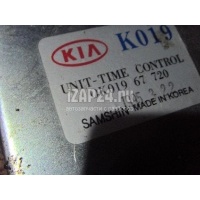 KIA K019
UNIT-TIME CONTROL
K019 67 720
SAMSHIN MADE IN KOREA
IZAP24.RU